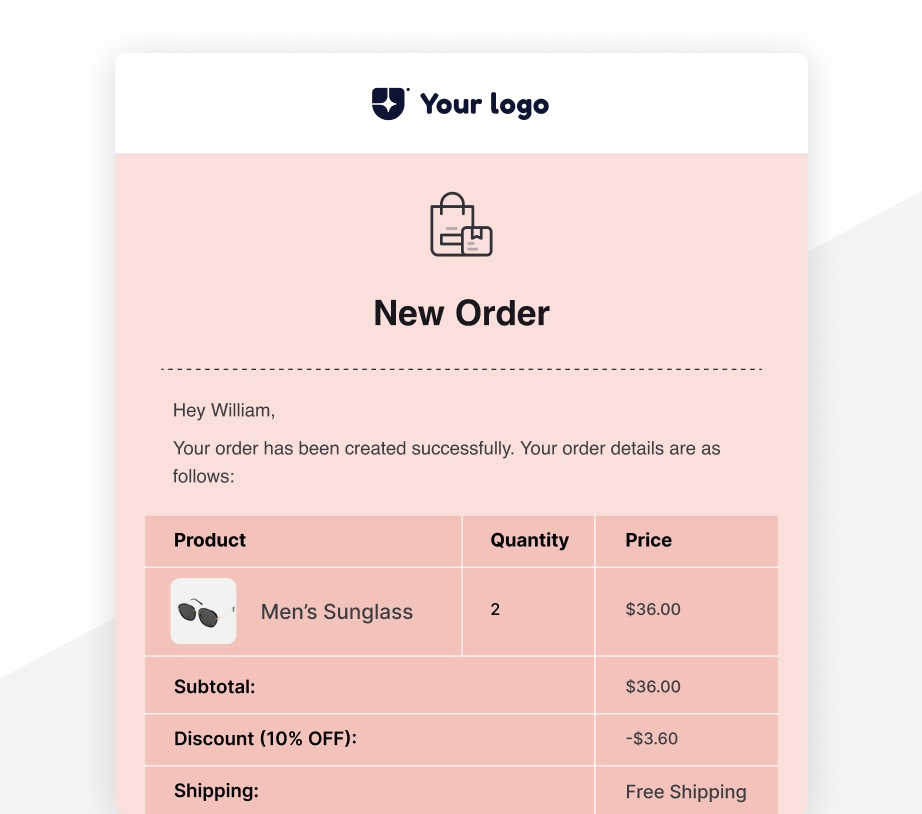 Your logo
New Order
Hey William,
Your order has been created successfully. Your order details are as
follows:
Product Quantity Price
Men’s Sunglass 2 $36.00
Subtotal: $36.00
Discount (10% OFF): -$3.60
Shipping: Free Shipping